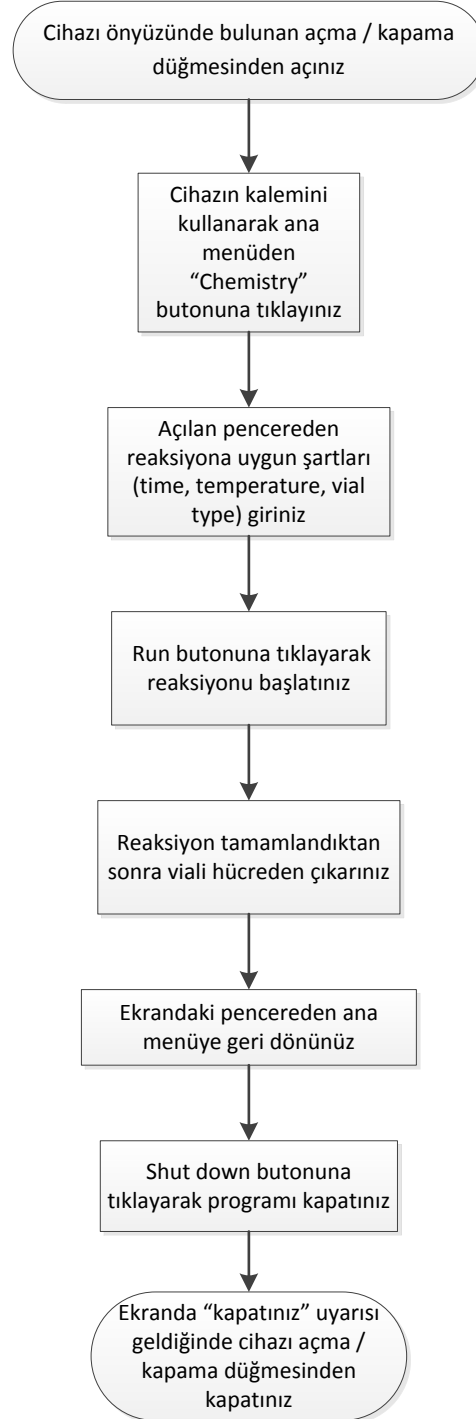 Cihazı önyüzünde bulunan açma / kapama
düğmesinden açınız
Cihazın kalemini
kullanarak ana
menüden
“Chemistry”
butonuna tıklayınız
Açılan pencereden
reaksiyona uygun şartları
(time, temperature, vial
type) giriniz
Run butonuna tıklayarak
reaksiyonu başlatınız
Reaksiyon tamamlandıktan
sonra viali hücreden çıkarınız
Ekrandaki pencereden ana
menüye geri dönünüz
Shut down butonuna
tıklayarak programı kapatınız
Ekranda “kapatınız” uyarısı
geldiğinde cihazı açma /
kapama düğmesinden
kapatınız